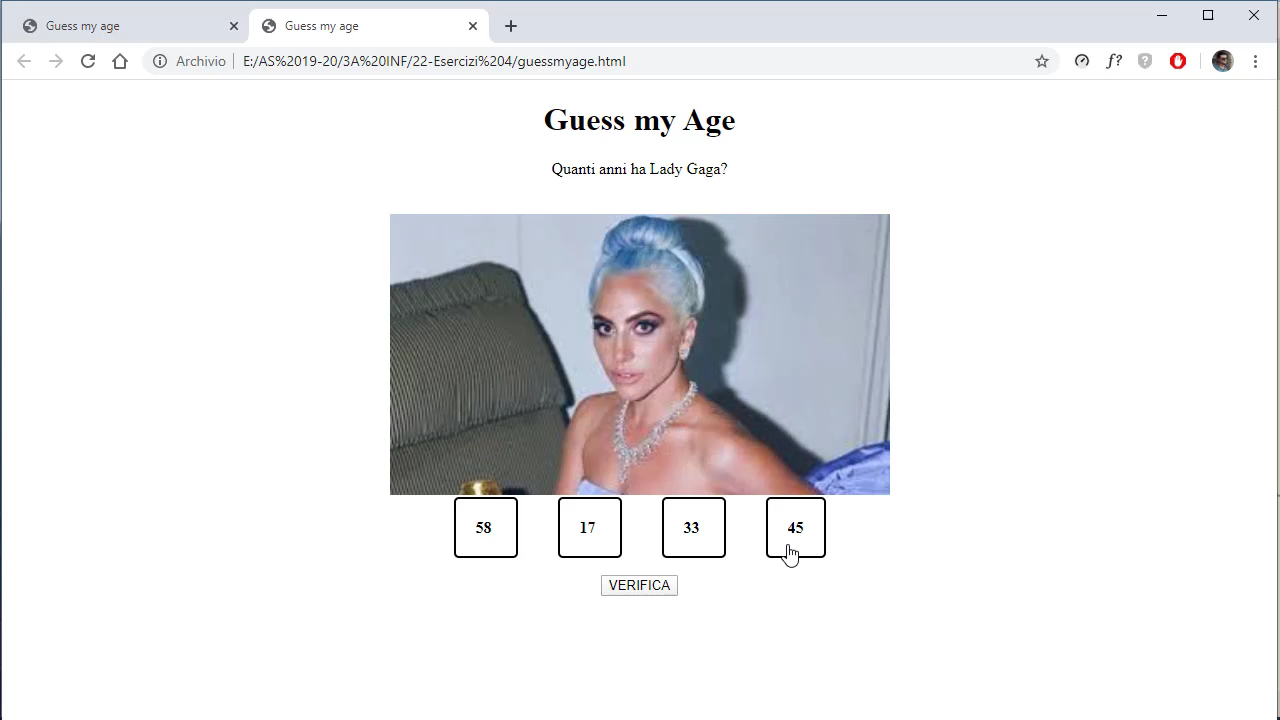 Guess my age
Guess my age
Archivio
E:/AS%2019-20/3A%20INF/22-Esercizi%204/guessmyage.html
f?
Guess my Age
Quanti anni ha Lady Gaga?
58 17 33 45
VERIFICA